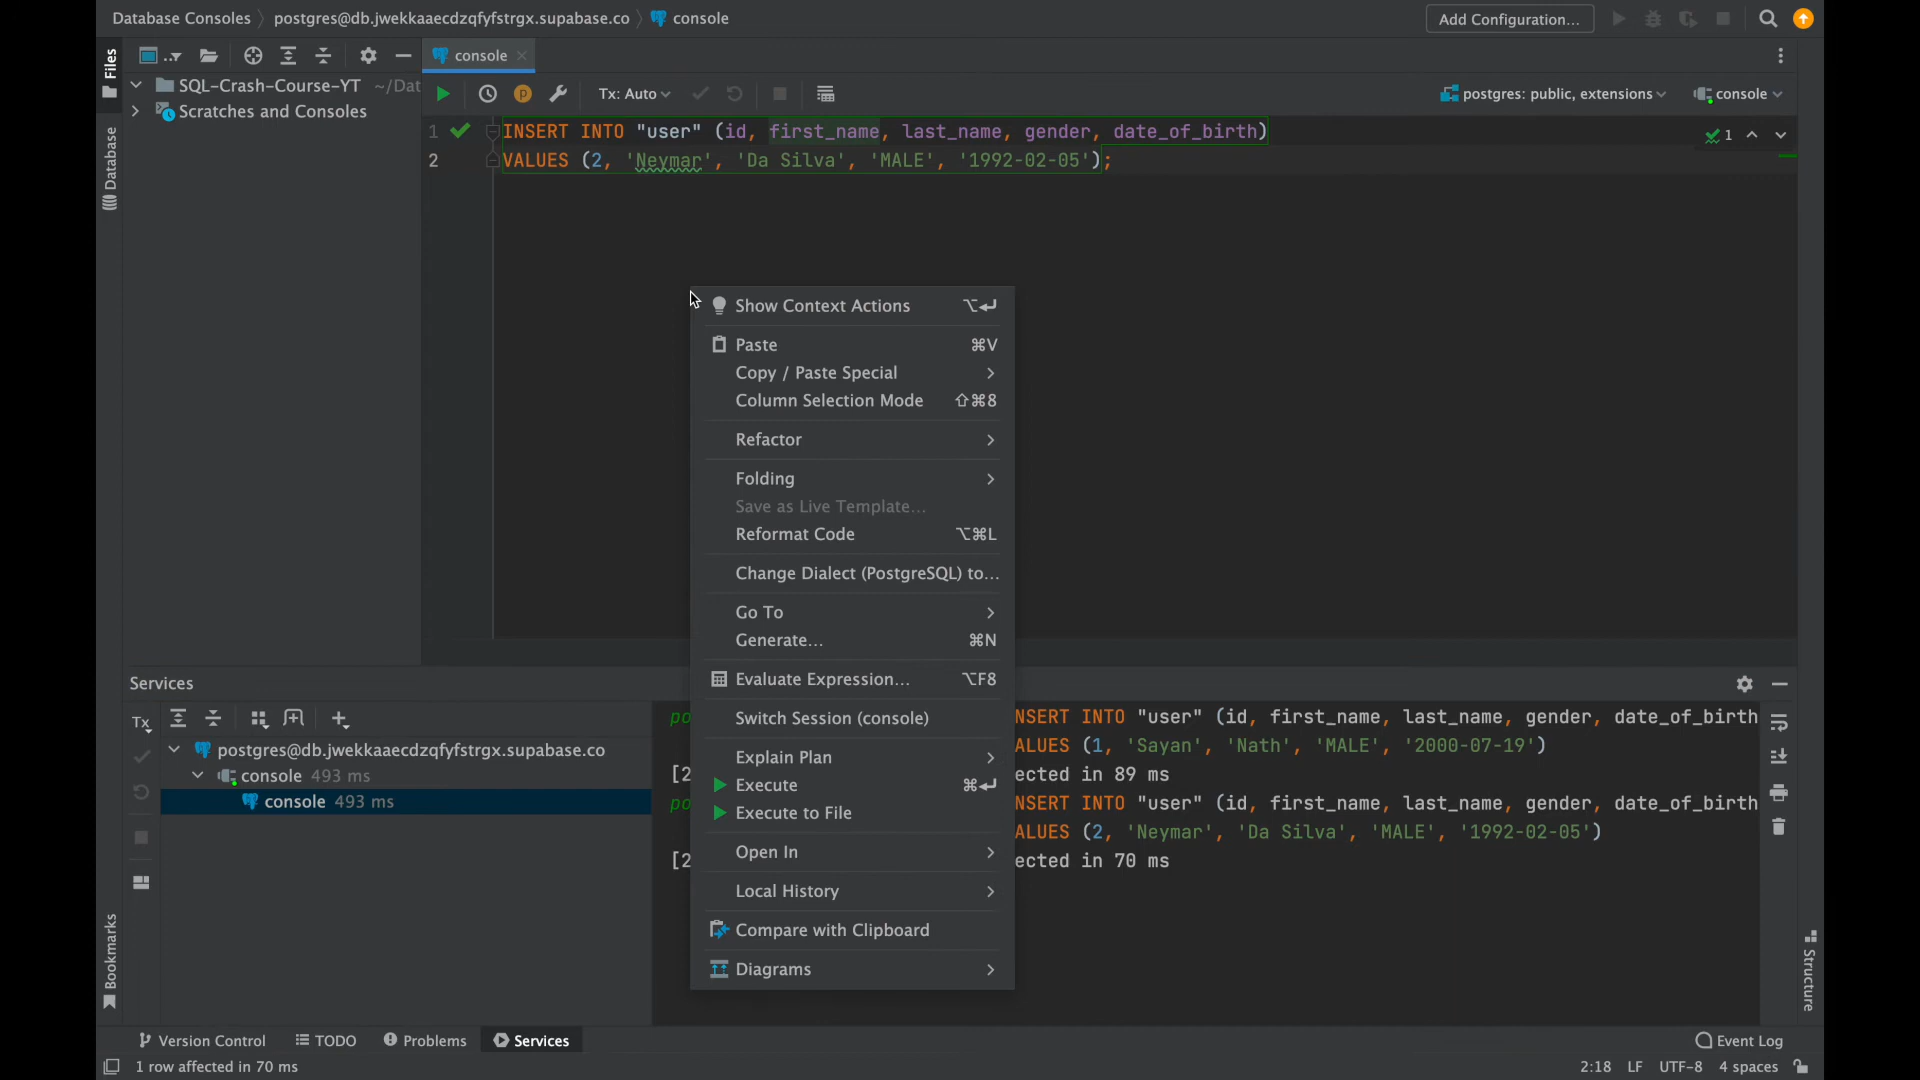 Database Consoles > postgres@db.jwekkaaecdzqfyfstrgx.supabase.co > console
Add Configuration...
Files
console
SQL-Crash-Course-YT ~/Dat
Scratches and Consoles
Database
Tx: Auto
postgres: public, extensions
console
1 INSERT INTO "user" (id, first_name, last_name, gender, date_of_birth)
2 VALUES (2, 'Neymar', 'Da Silva', 'MALE', '1992-02-05');
1
Show Context Actions ⌥↵
Paste ⌘V
Copy / Paste Special
Column Selection Mode ⇧⌘8
Refactor
Folding
Save as Live Template...
Reformat Code ⌥⌘L
Change Dialect (PostgreSQL) to...
Go To
Generate... ⌘N
Evaluate Expression... ⌥F8
Switch Session (console)
Explain Plan
Execute ⌘↵
Execute to File
Open In
Local History
Compare with Clipboard
Diagrams
Services
Tx
postgres@db.jwekkaaecdzqfyfstrgx.supabase.co
console 493 ms
console 493 ms
po NSERT INTO "user" (id, first_name, last_name, gender, date_of_birth
ALUES (1, 'Sayan', 'Nath', 'MALE', '2000-07-19')
[2 ected in 89 ms
po NSERT INTO "user" (id, first_name, last_name, gender, date_of_birth
ALUES (2, 'Neymar', 'Da Silva', 'MALE', '1992-02-05')
[2 ected in 70 ms
Bookmarks
Structure
Version Control
TODO
Problems
Services
Event Log
1 row affected in 70 ms
2:18 LF UTF-8 4 spaces